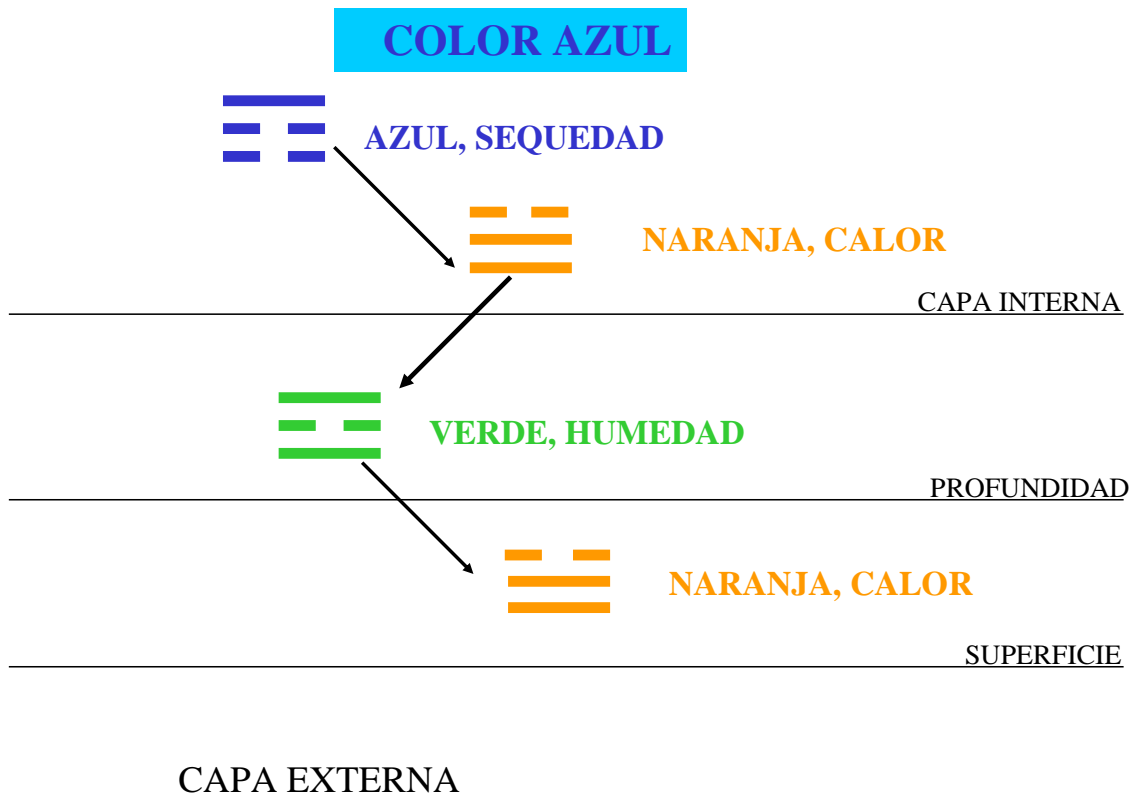 COLOR AZUL
AZUL, SEQUEDAD
NARANJA, CALOR
CAPA INTERNA
VERDE, HUMEDAD
PROFUNDIDAD
NARANJA, CALOR
SUPERFICIE
CAPA EXTERNA